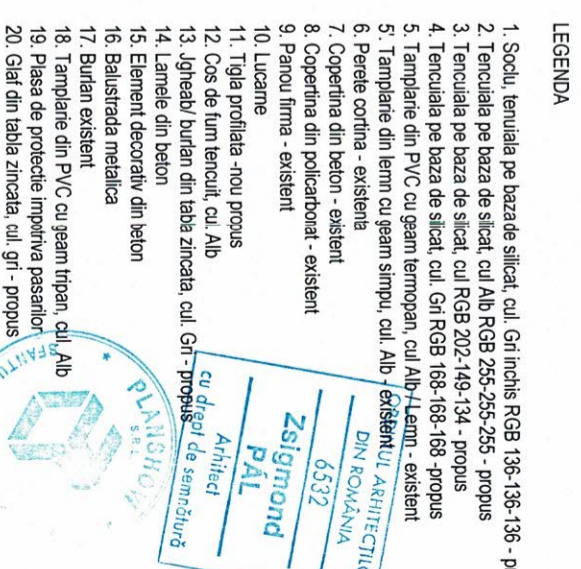 LEGENDA
1. Soclu, tenuiala pe bazade silicat, cul. Gri inchis RGB 136-136-136 -
2. Tencuiala pe baza de silicat, cul Alb RGB 255-255-255 - propus
3. Tencuiala pe baza de silicat, cul RGB 202-149-134 - propus
4. Tencuiala pe baza de silicat, cul. Gri RGB 168-168-168 -propus
5. Tamplarie din PVC cu geam termopan, cul Alb / Lemn - existent
5'. Tamplarie din lemn cu geam simpu, cul. Alb - existent
6. Perete cortina - existenta
7. Copertina din beton - existent
8. Copertina din policarbonat - existent
9. Panou firma - existent
10. Lucarne
11. Tigla profilata -nou propus
12. Cos de fum tencuit, cul. Alb
13. Jgheab/ burlan din tabla zincata, cul. Gri - propus
14. Lamele din beton
15. Element decorativ din beton
16. Balustrada metalica
17. Burlan existent
18. Tamplarie din PVC cu geam tripan, cul. Alb
19. Plasa de protectie impotriva pasarilor
20. Glaf din tabla zincata, cul. gri - propus
DIN ROMÂNIA
6532
Zsigmond
PÁL
Arhitect
cu drept de semnătură
PLANSHOW
S.R.L.